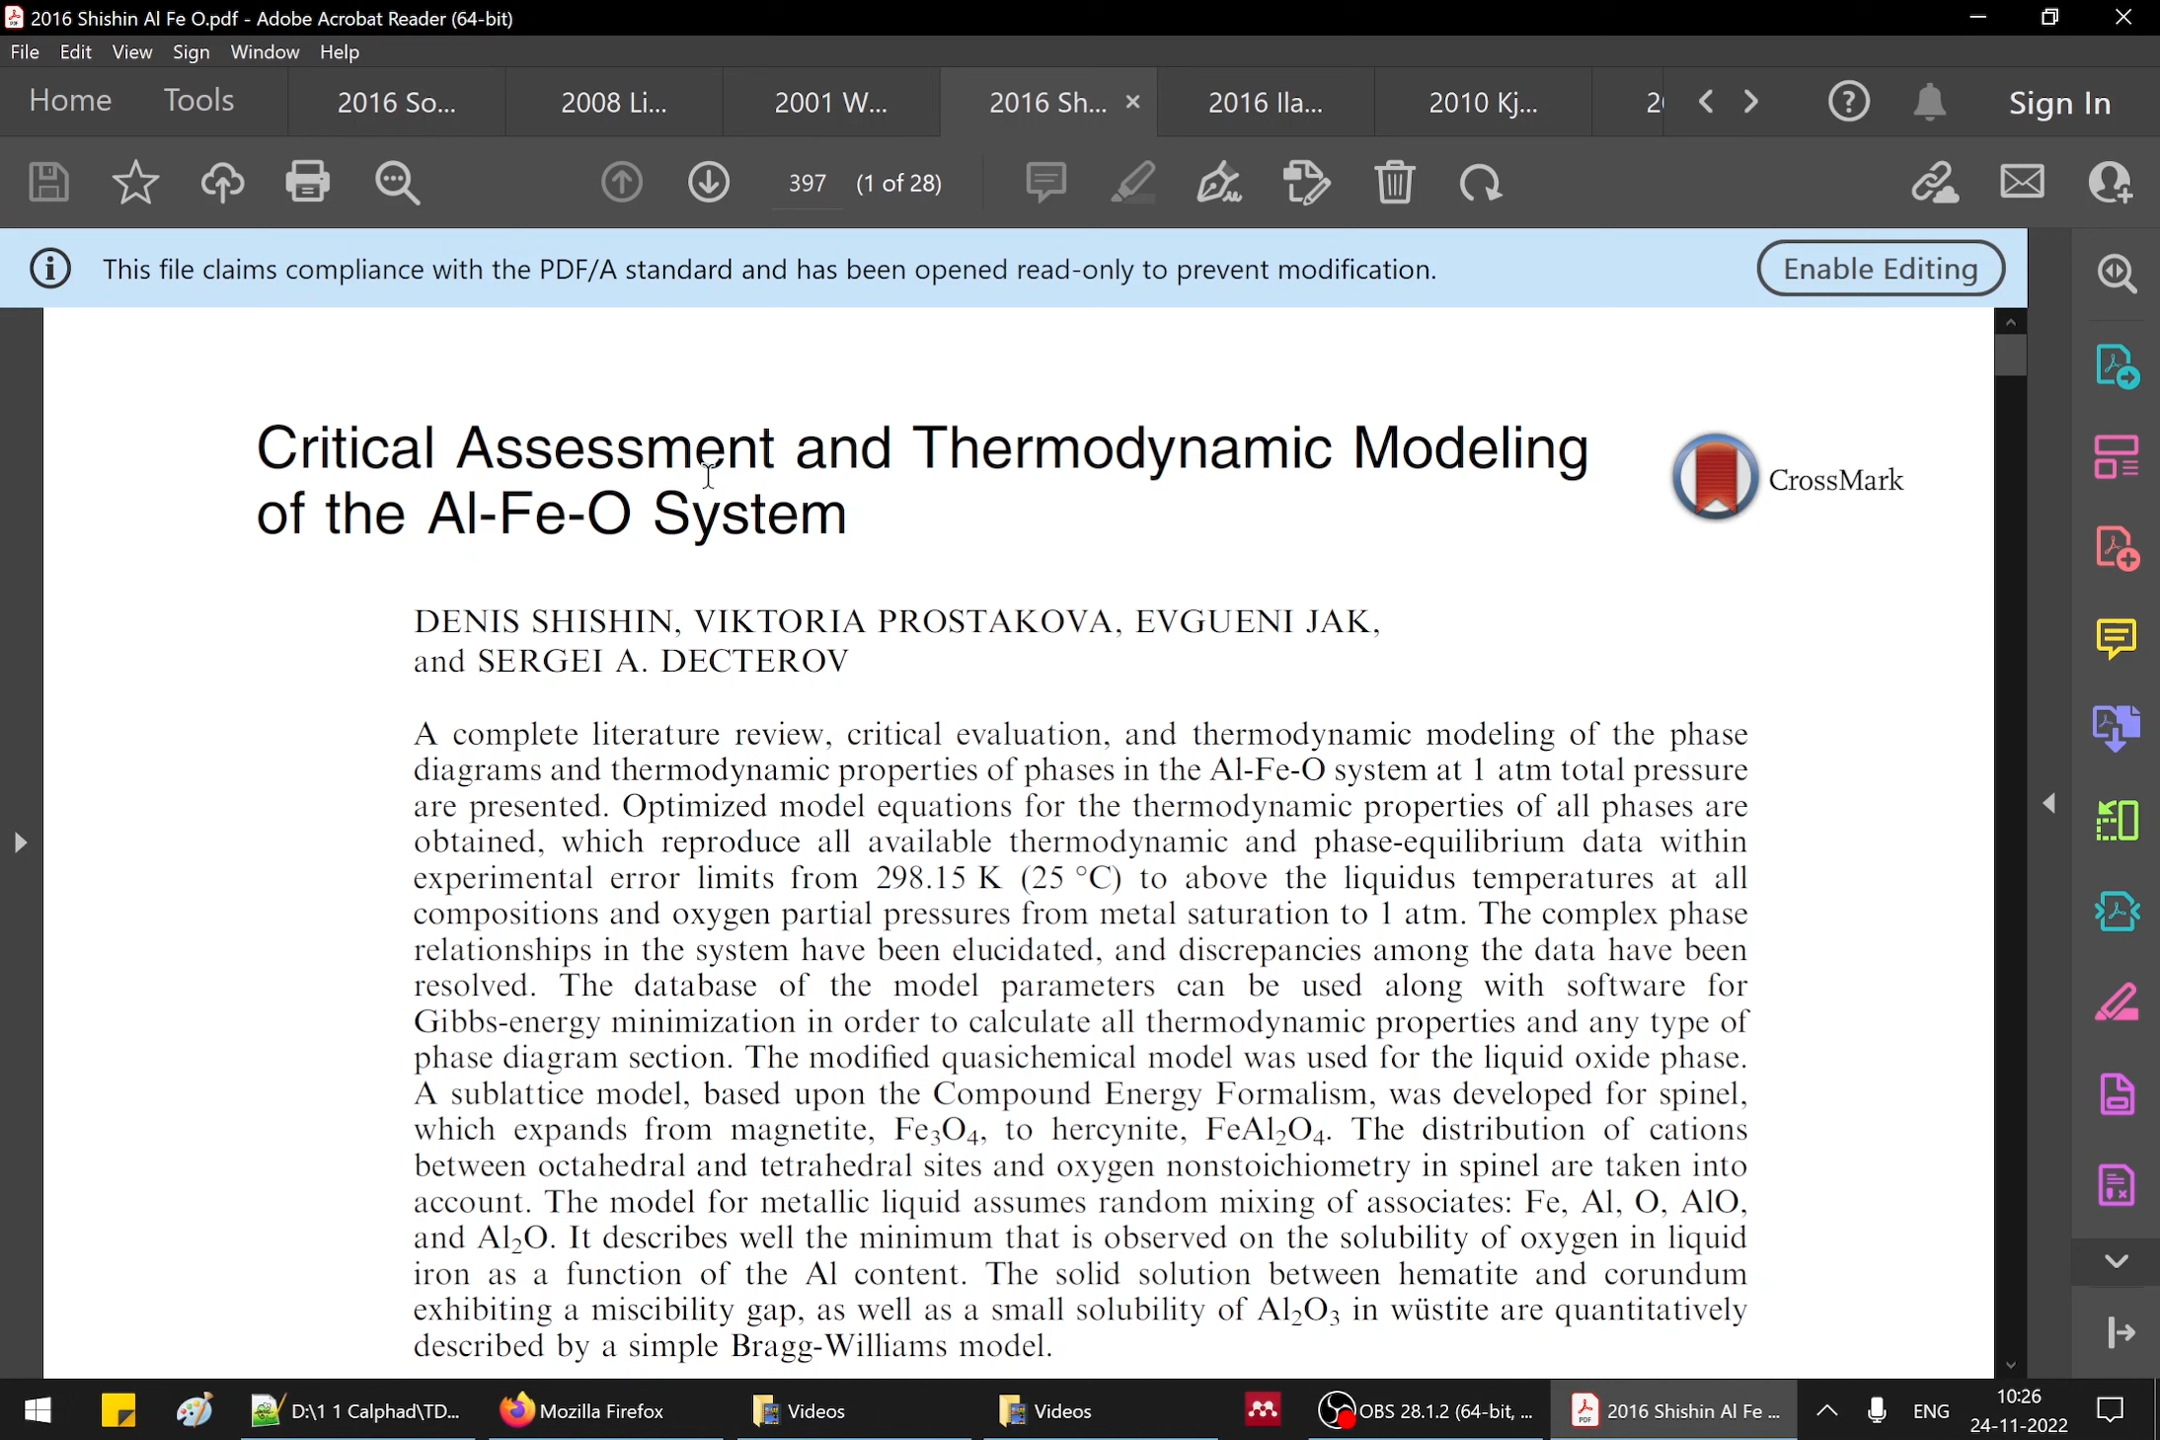 2016 Shishin Al Fe O.pdf - Adobe Acrobat Reader (64-bit)
File Edit View Sign Window Help
Home Tools 2016 So... 2008 Li... 2001 W... 2016 Sh... 2016 Ila... 2010 Kj... Sign In
397 (1 of 28)
This file claims compliance with the PDF/A standard and has been opened read-only to prevent modification. Enable Editing
Critical Assessment and Thermodynamic Modeling
of the Al-Fe-O System
CrossMark
DENIS SHISHIN, VIKTORIA PROSTAKOVA, EVGUENI JAK,
and SERGEI A. DECTEROV
A complete literature review, critical evaluation, and thermodynamic modeling of the phase
diagrams and thermodynamic properties of phases in the Al-Fe-O system at 1 atm total pressure
are presented. Optimized model equations for the thermodynamic properties of all phases are
obtained, which reproduce all available thermodynamic and phase-equilibrium data within
experimental error limits from 298.15 K (25 °C) to above the liquidus temperatures at all
compositions and oxygen partial pressures from metal saturation to 1 atm. The complex phase
relationships in the system have been elucidated, and discrepancies among the data have been
resolved. The database of the model parameters can be used along with software for
Gibbs-energy minimization in order to calculate all thermodynamic properties and any type of
phase diagram section. The modified quasichemical model was used for the liquid oxide phase.
A sublattice model, based upon the Compound Energy Formalism, was developed for spinel,
which expands from magnetite, Fe₃O₄, to hercynite, FeAl₂O₄. The distribution of cations
between octahedral and tetrahedral sites and oxygen nonstoichiometry in spinel are taken into
account. The model for metallic liquid assumes random mixing of associates: Fe, Al, O, AlO,
and Al₂O. It describes well the minimum that is observed on the solubility of oxygen in liquid
iron as a function of the Al content. The solid solution between hematite and corundum
exhibiting a miscibility gap, as well as a small solubility of Al₂O₃ in wüstite are quantitatively
described by a simple Bragg-Williams model.
D:\1 1 Calphad\TD... Mozilla Firefox Videos Videos OBS 28.1.2 (64-bit, ... 2016 Shishin Al Fe ... ENG 10:26
24-11-2022